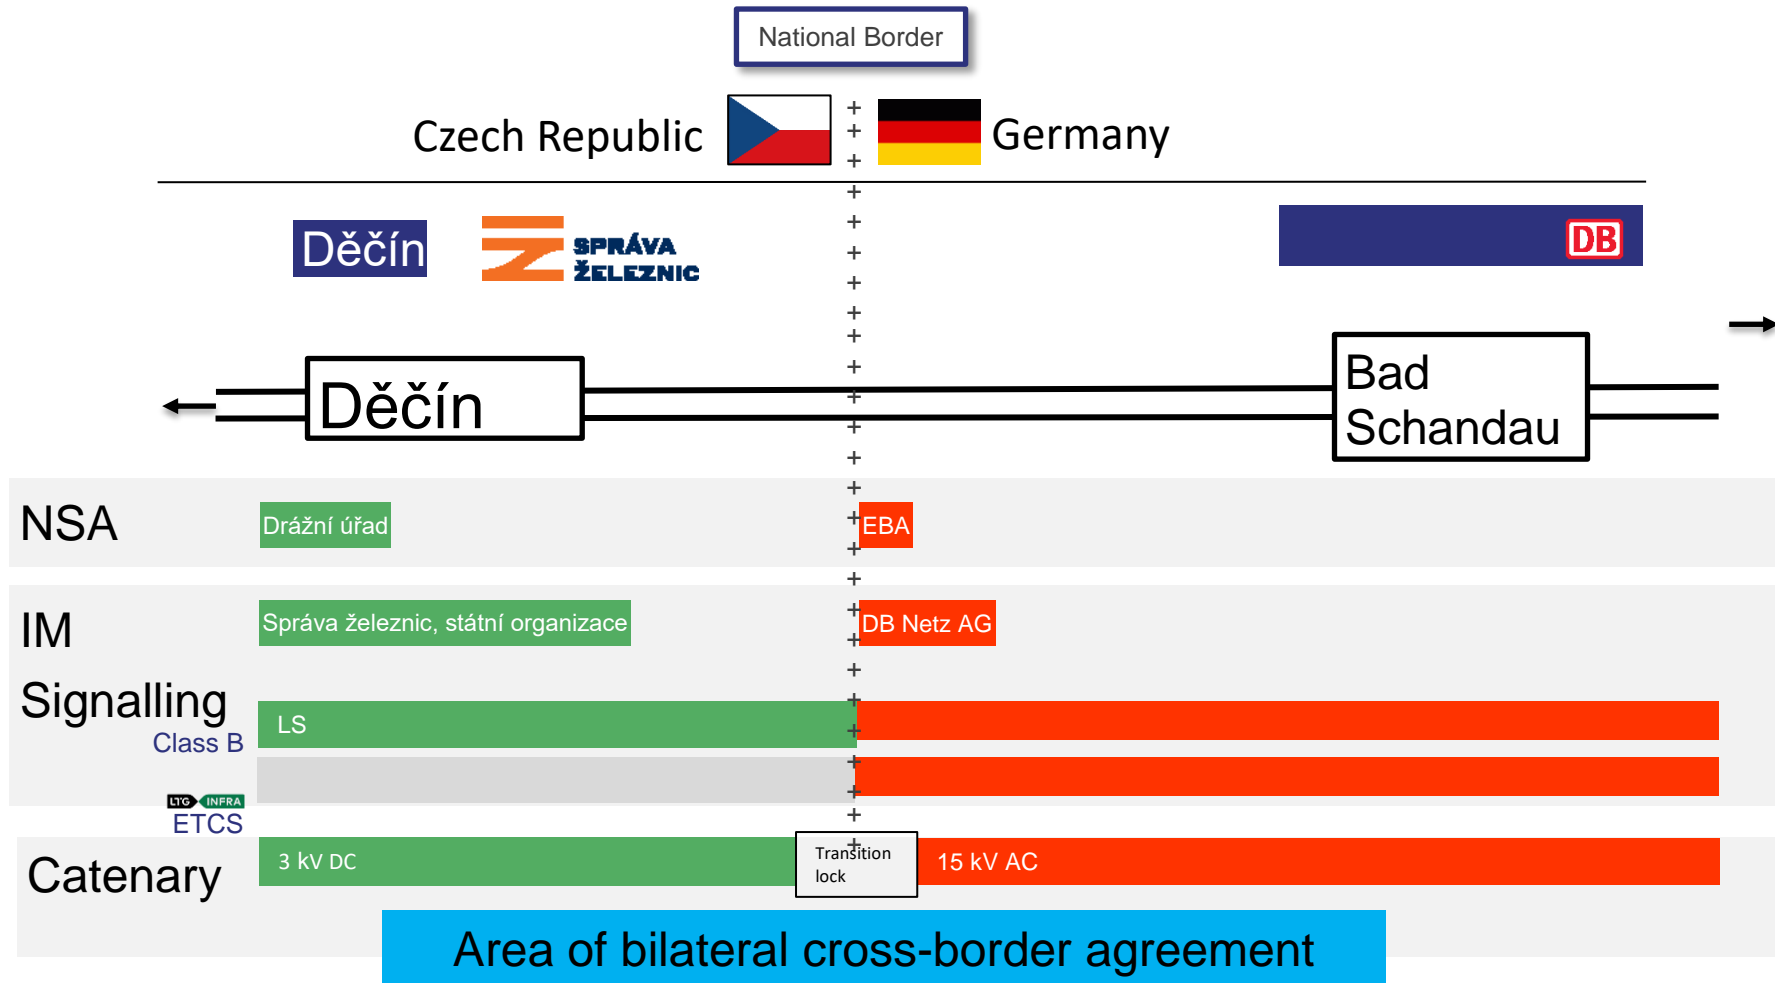 National Border
Czech Republic
Germany
Děčín
SPRÁVA
ŽELEZNIC
DB
Děčín
Bad
Schandau
NSA
Drážní úřad
EBA
IM
Správa železnic, státní organizace
DB Netz AG
Signalling
Class B
LS
LTG INFRA
ETCS
Catenary
3 kV DC
Transition
lock
15 kV AC
Area of bilateral cross-border agreement